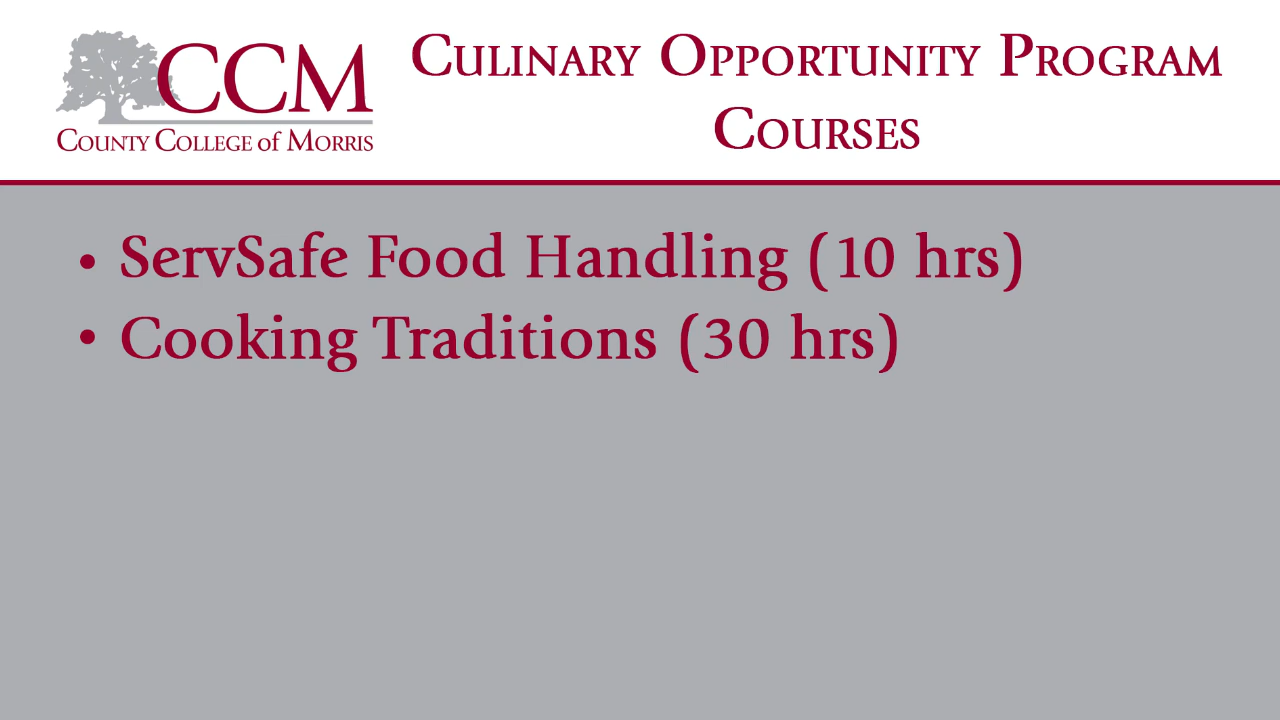 CCM
COUNTY COLLEGE of MORRIS
CULINARY OPPORTUNITY PROGRAM
COURSES
• ServSafe Food Handling (10 hrs)
• Cooking Traditions (30 hrs)